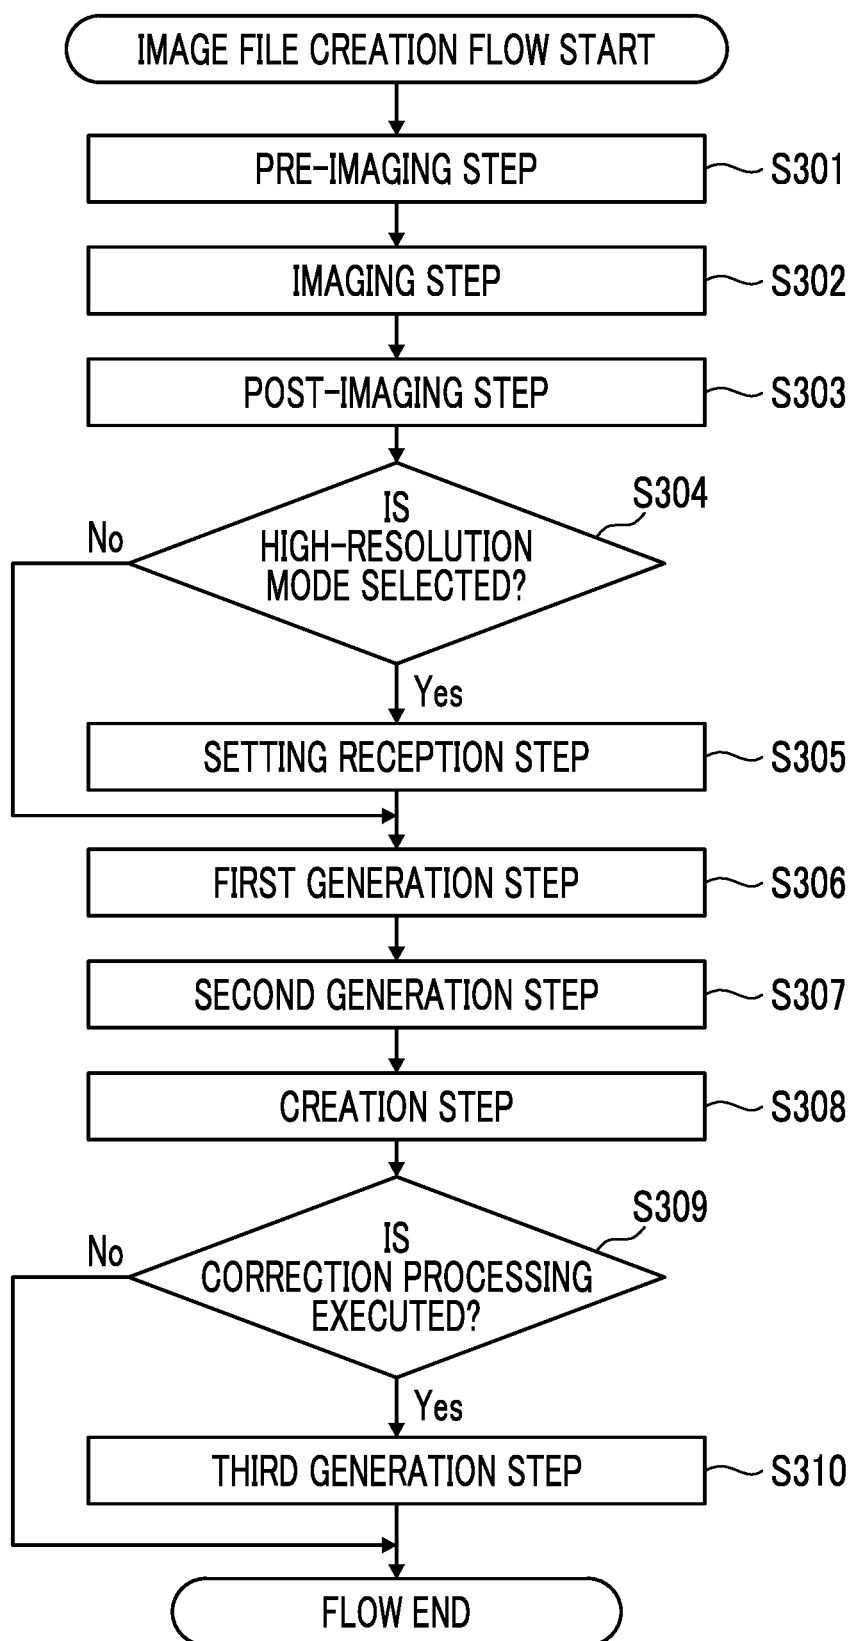 IMAGE FILE CREATION FLOW START
PRE-IMAGING STEP
S301
IMAGING STEP
S302
POST-IMAGING STEP
S303
S304
IS
HIGH-RESOLUTION
MODE SELECTED?
No
Yes
SETTING RECEPTION STEP
S305
FIRST GENERATION STEP
S306
SECOND GENERATION STEP
S307
CREATION STEP
S308
S309
IS
CORRECTION PROCESSING
EXECUTED?
No
Yes
THIRD GENERATION STEP
S310
FLOW END